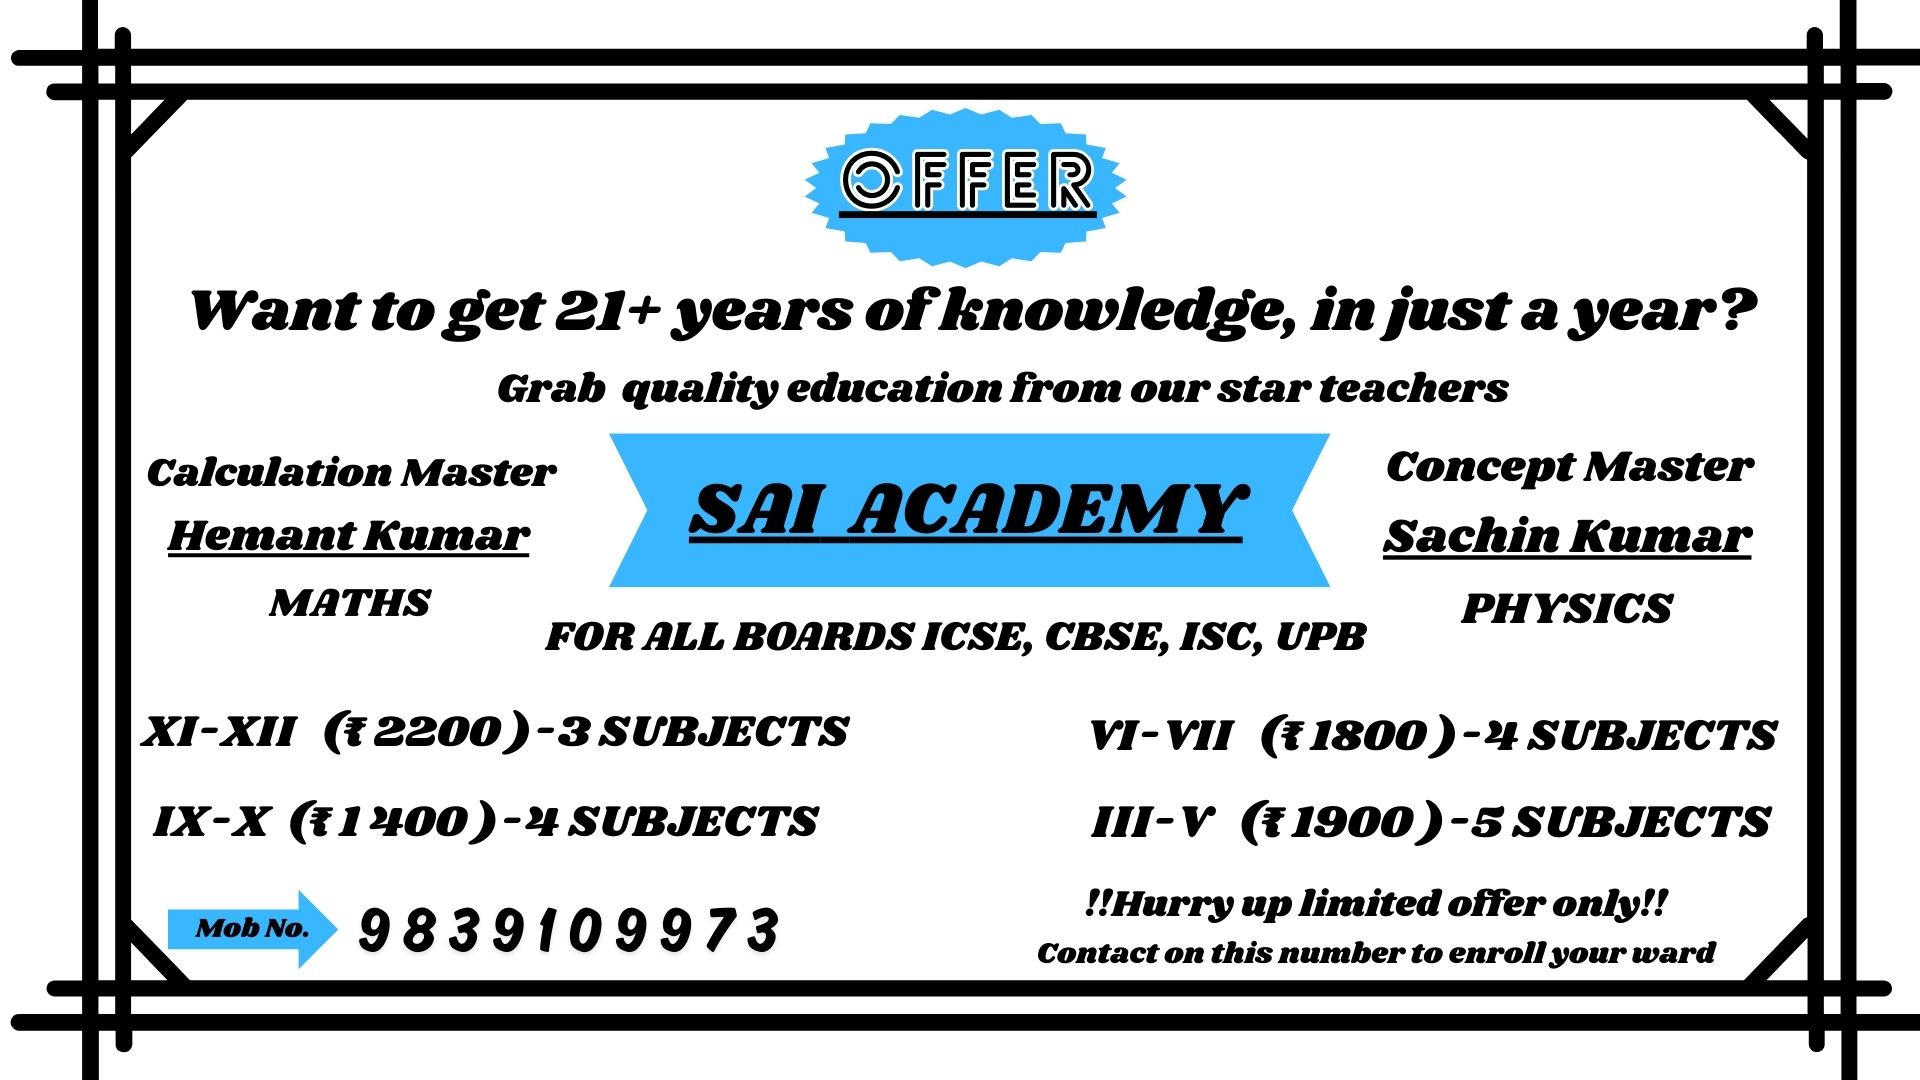 OFFER
Want to get 21+ years of knowledge, in just a year?
Grab quality education from our star teachers
Calculation Master
Hemant Kumar
MATHS
SAI ACADEMY
Concept Master
Sachin Kumar
PHYSICS
FOR ALL BOARDS ICSE, CBSE, ISC, UPB
XI-XII (₹ 2200 ) -3 SUBJECTS
IX-X (₹ 1 400 ) -4 SUBJECTS
VI-VII (₹ 1800 ) -4 SUBJECTS
III-V (₹ 1900 ) -5 SUBJECTS
Mob No. 9839109973
!!Hurry up limited offer only!!
Contact on this number to enroll your ward